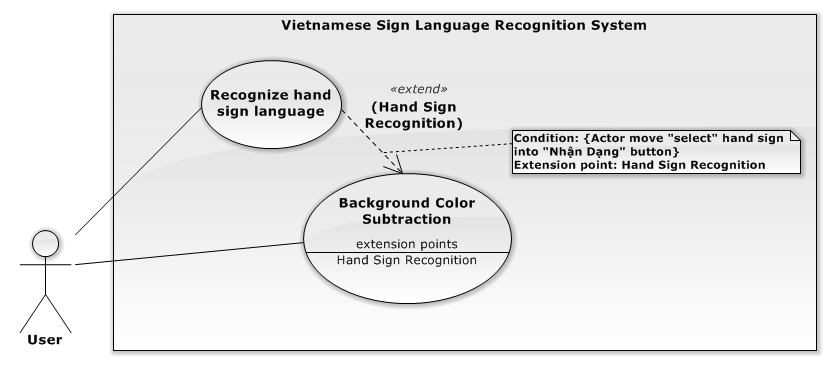 Vietnamese Sign Language Recognition System
Recognize hand
sign language
«extend»
(Hand Sign
Recognition)
Condition: {Actor move "select" hand sign
into "Nhận Dạng" button}
Extension point: Hand Sign Recognition
Background Color
Subtraction
extension points
Hand Sign Recognition
User